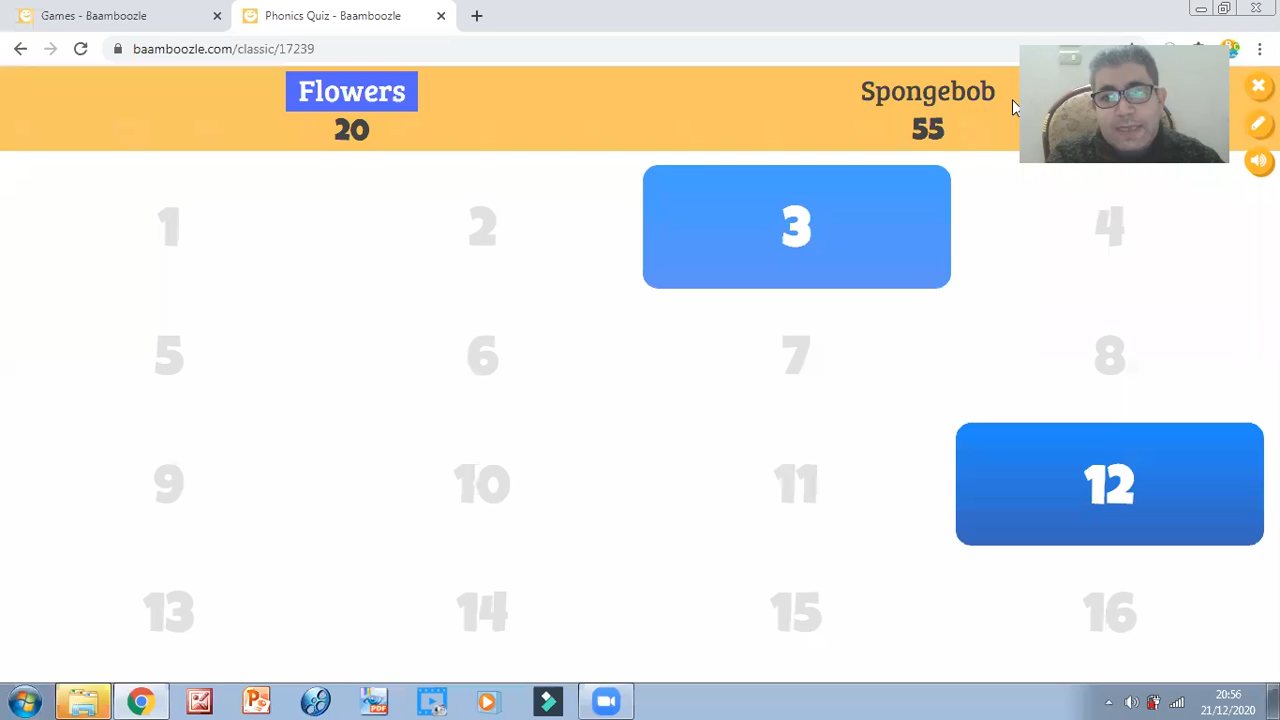 Games - Baamboozle
Phonics Quiz - Baamboozle
baamboozle.com/classic/17239
Flowers Spongebob
20 55
1 2 3 4
5 6 7 8
9 10 11 12
13 14 15 16
20:56
21/12/2020